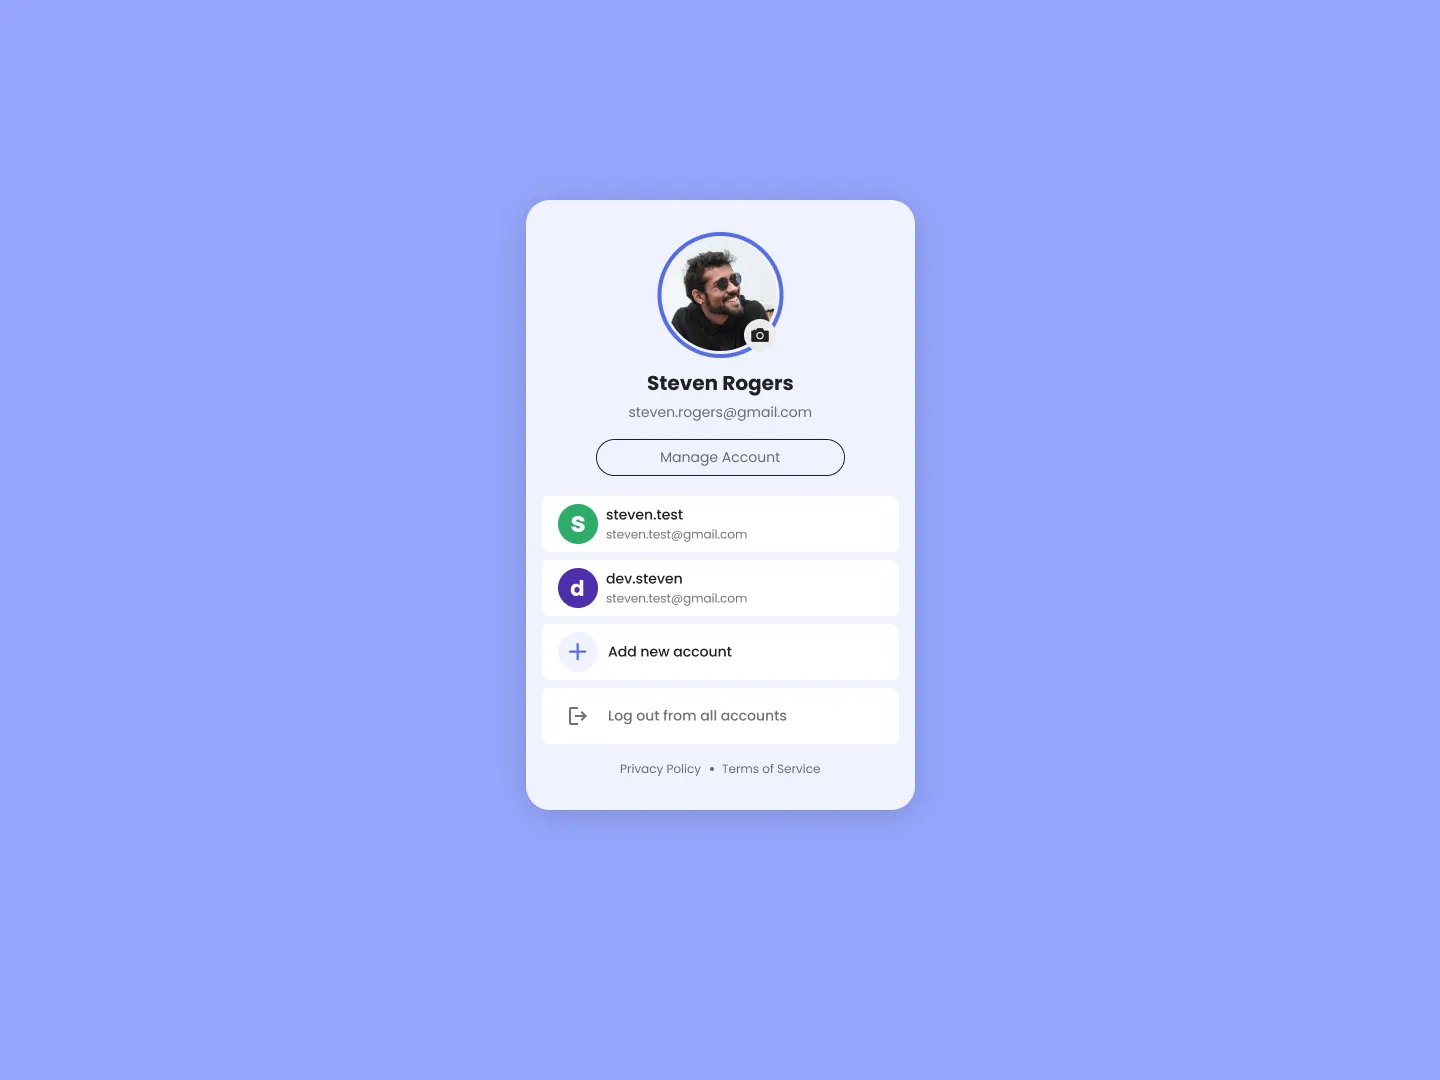 Steven Rogers
steven.rogers@gmail.com
Manage Account
S
steven.test
steven.test@gmail.com
d
dev.steven
steven.test@gmail.com
Add new account
Log out from all accounts
Privacy Policy • Terms of Service